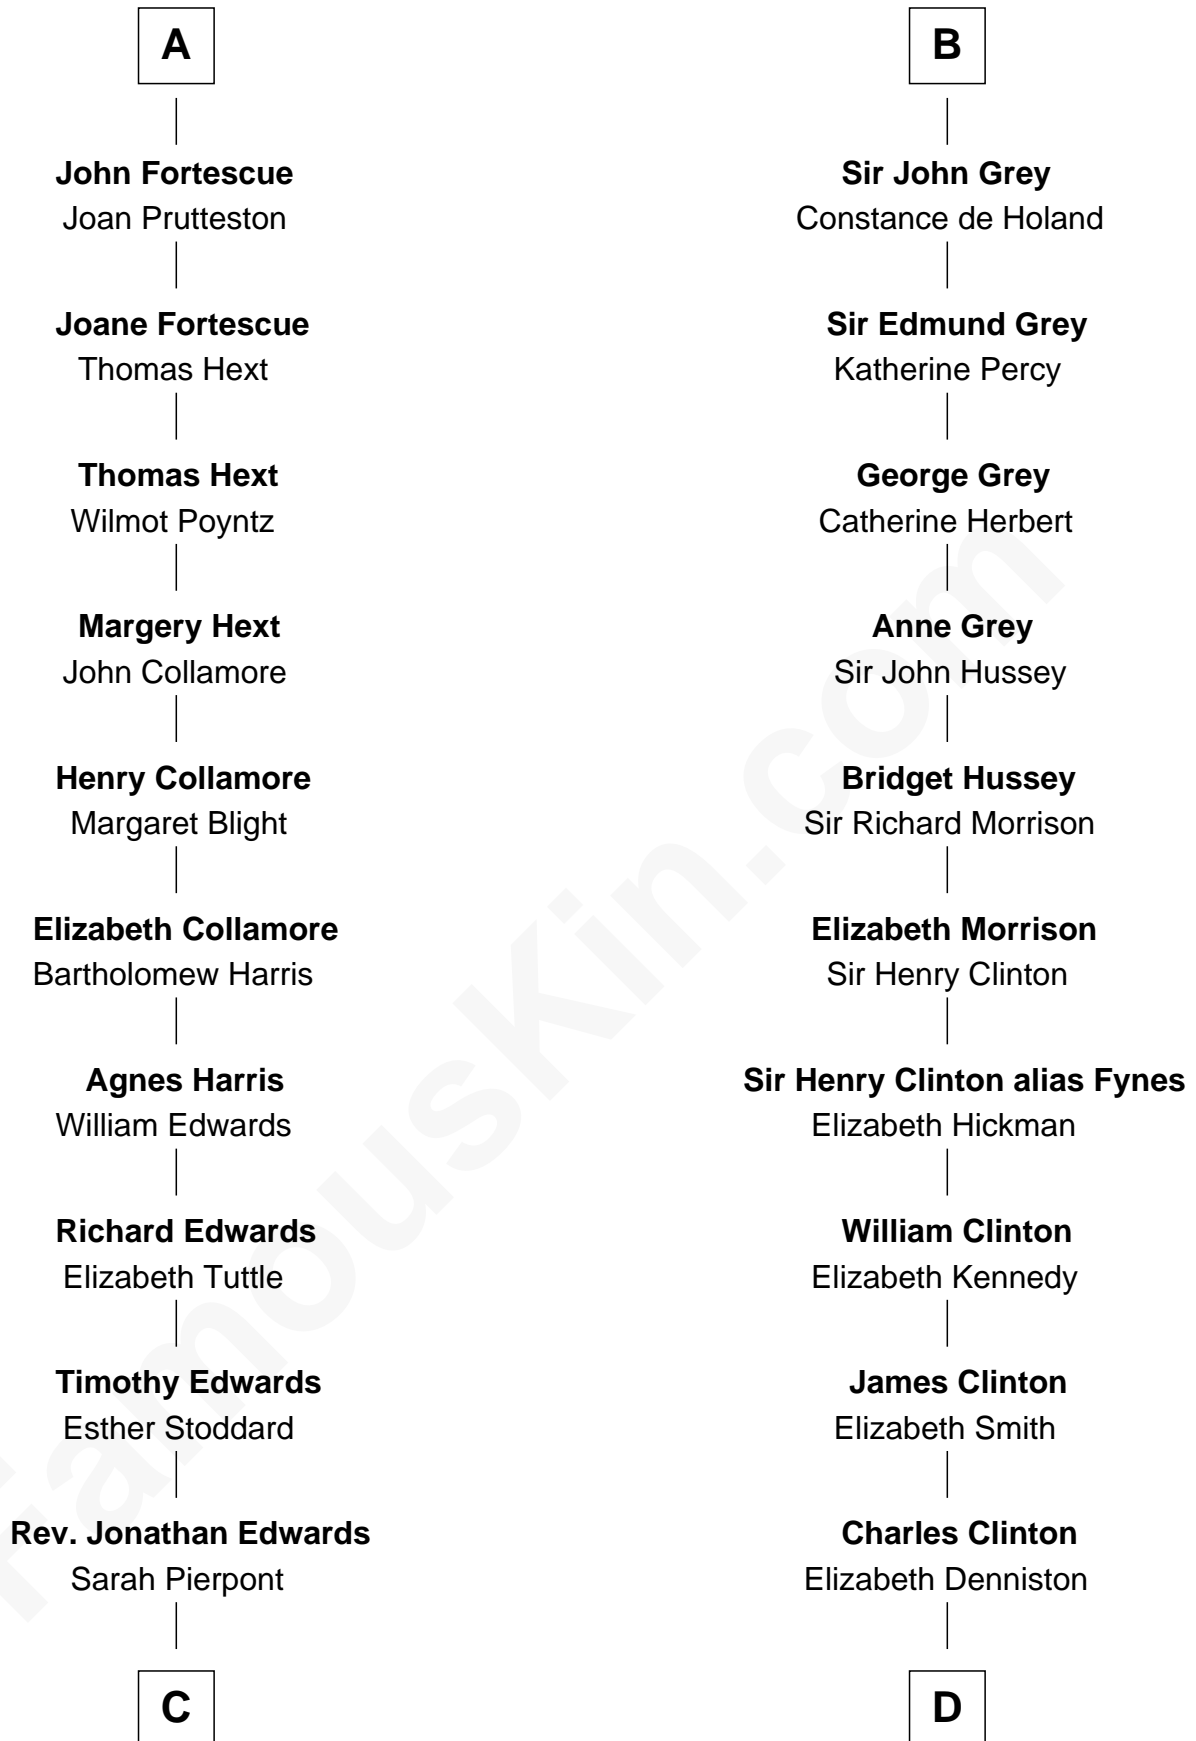 A
John Fortescue
Joan Prutteston
Joane Fortescue
Thomas Hext
Thomas Hext
Wilmot Poyntz
Margery Hext
John Collamore
Henry Collamore
Margaret Blight
Elizabeth Collamore
Bartholomew Harris
Agnes Harris
William Edwards
Richard Edwards
Elizabeth Tuttle
Timothy Edwards
Esther Stoddard
Rev. Jonathan Edwards
Sarah Pierpont
C
B
Sir John Grey
Constance de Holand
Sir Edmund Grey
Katherine Percy
George Grey
Catherine Herbert
Anne Grey
Sir John Hussey
Bridget Hussey
Sir Richard Morrison
Elizabeth Morrison
Sir Henry Clinton
Sir Henry Clinton alias Fynes
Elizabeth Hickman
William Clinton
Elizabeth Kennedy
James Clinton
Elizabeth Smith
Charles Clinton
Elizabeth Denniston
D
FamousKin.com